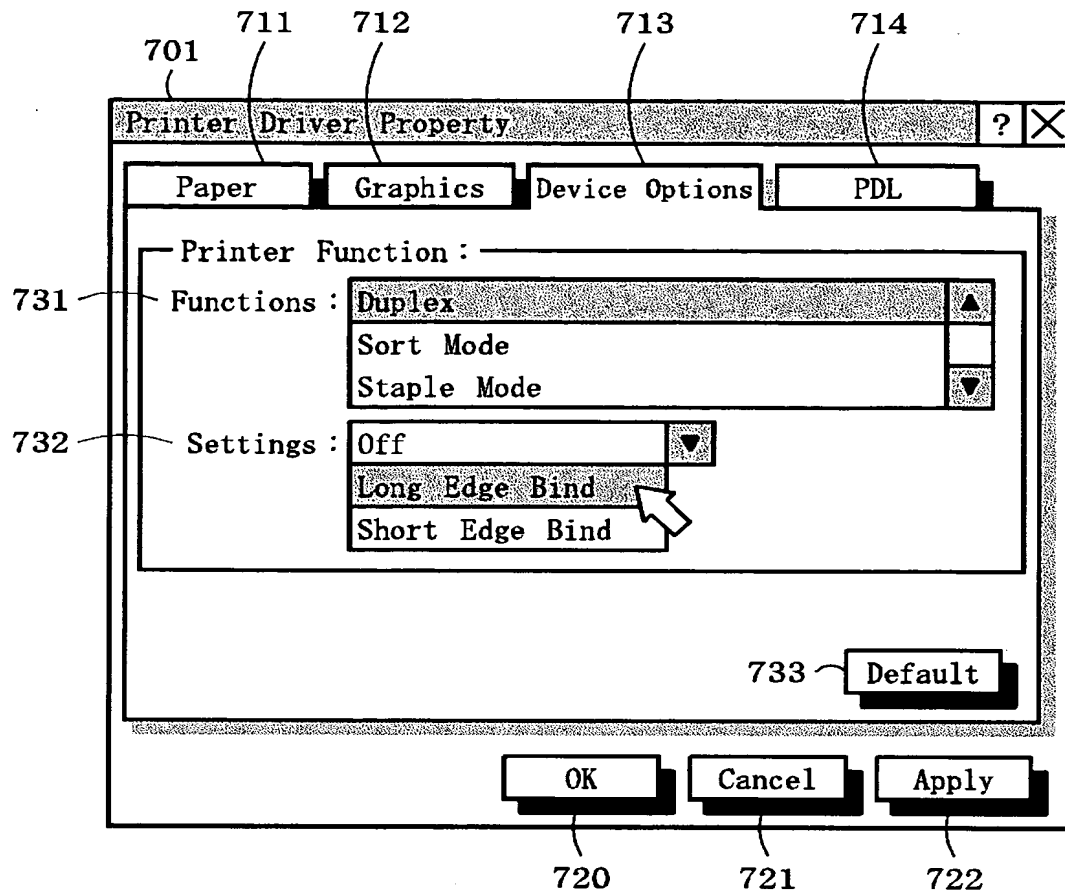 711 712 713 714
701
Printer Driver Property ?
Paper Graphics Device Options PDL
Printer Function :
731 Functions : Duplex
Sort Mode
Staple Mode
732 Settings : Off
Long Edge Bind
Short Edge Bind
733 Default
OK Cancel Apply
720 721 722